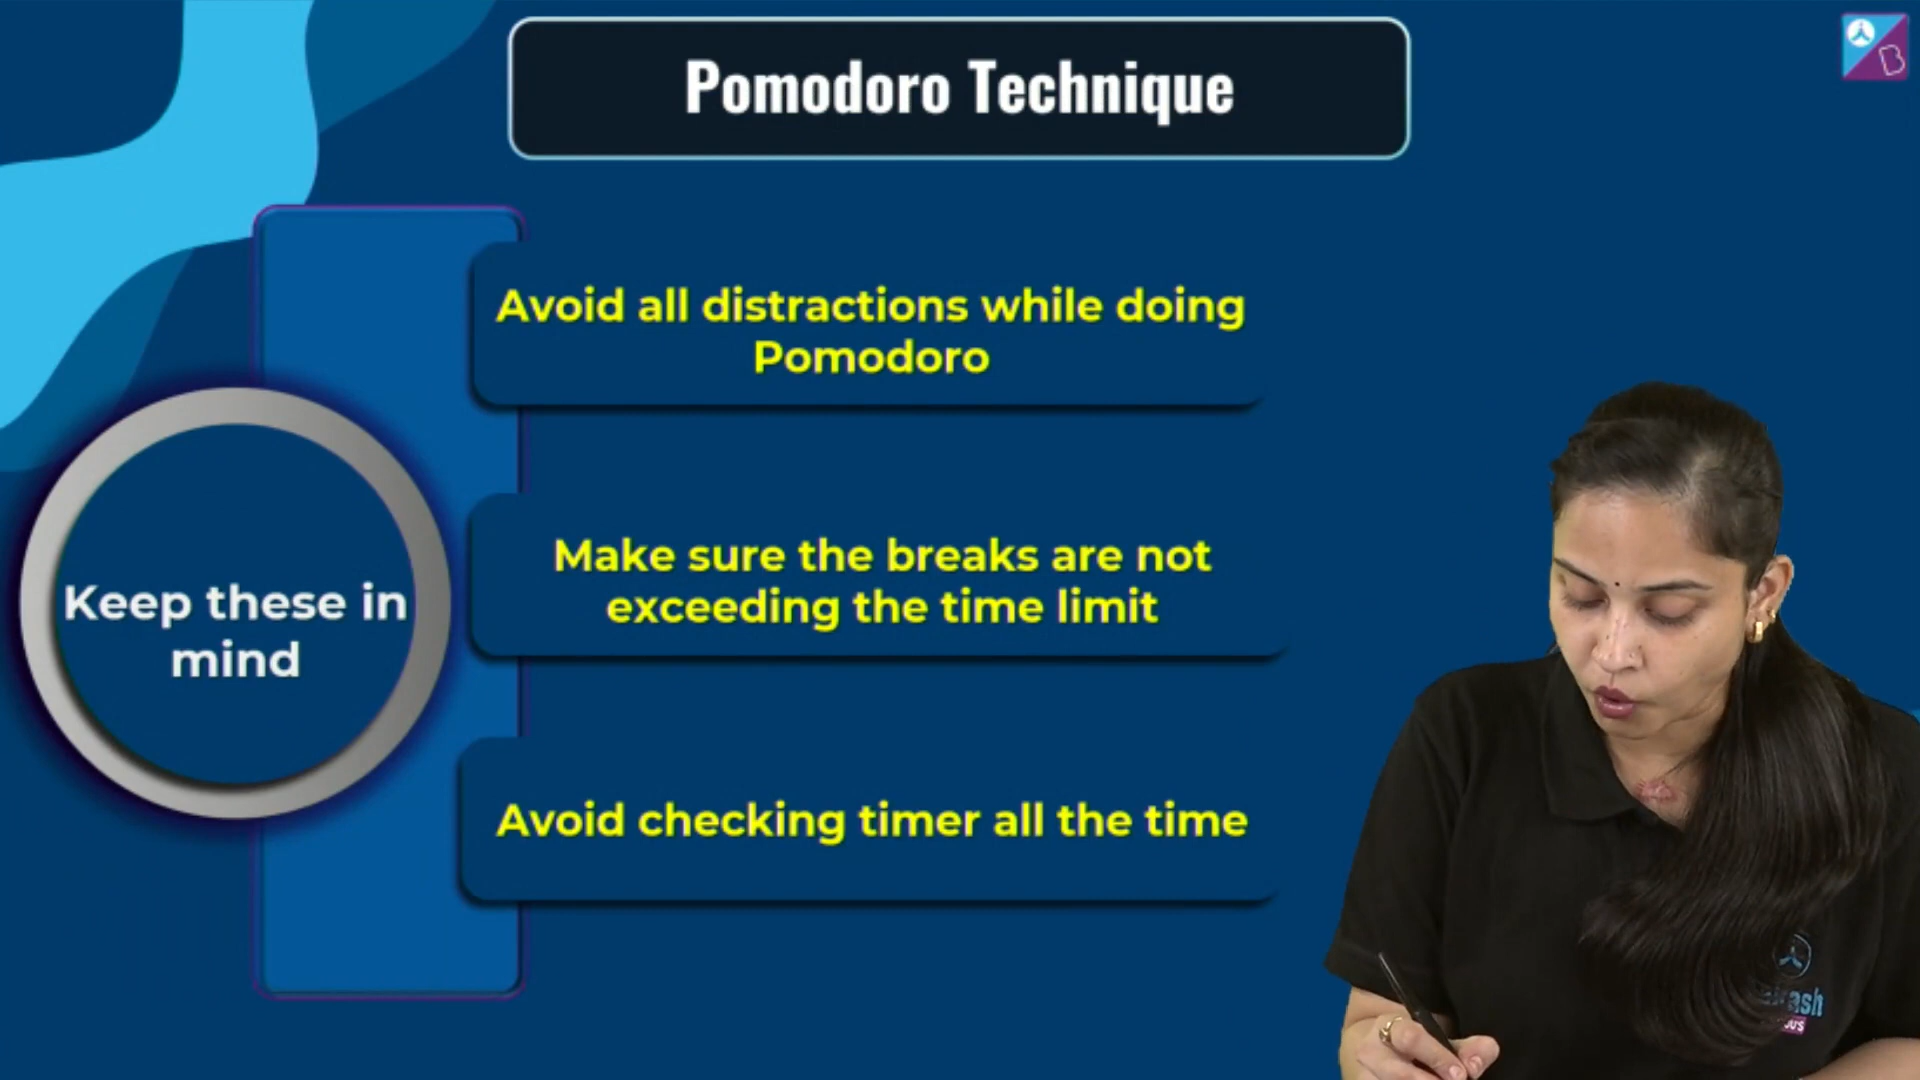 Pomodoro Technique
Avoid all distractions while doing
Pomodoro
Keep these in
mind
Make sure the breaks are not
exceeding the time limit
Avoid checking timer all the time